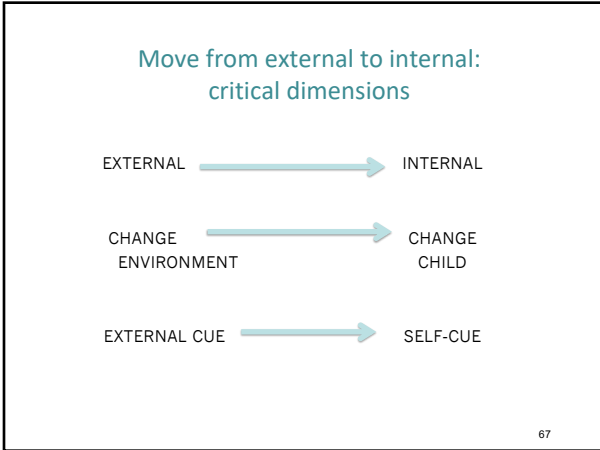 Move from external to internal:
critical dimensions
EXTERNAL INTERNAL
CHANGE CHANGE
ENVIRONMENT CHILD
EXTERNAL CUE SELF-CUE
67